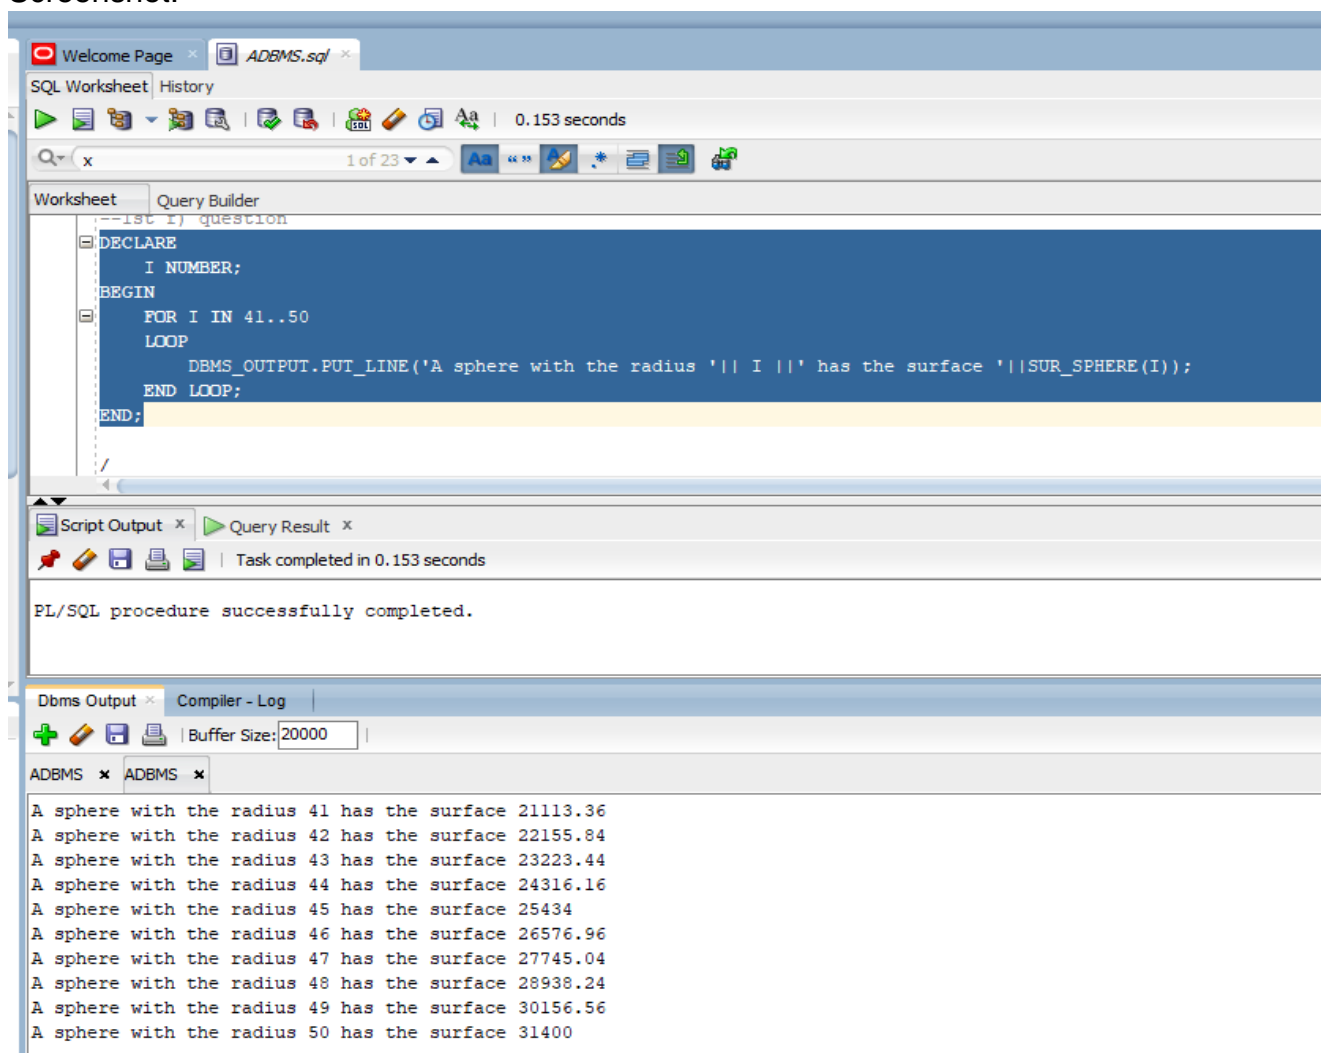 Screenshot:
Welcome Page ADBMS.sql
SQL Worksheet History
0.153 seconds
x 1 of 23 Aa “ ” .*
Worksheet Query Builder
--1st f) question
DECLARE
I NUMBER;
BEGIN
FOR I IN 41..50
LOOP
DBMS_OUTPUT.PUT_LINE('A sphere with the radius '|| I ||' has the surface '||SUR_SPHERE(I));
END LOOP;
END;
/
Script Output x Query Result x
Task completed in 0.153 seconds
PL/SQL procedure successfully completed.
Dbms Output Compiler - Log
Buffer Size: 20000
ADBMS ADBMS
A sphere with the radius 41 has the surface 21113.36
A sphere with the radius 42 has the surface 22155.84
A sphere with the radius 43 has the surface 23223.44
A sphere with the radius 44 has the surface 24316.16
A sphere with the radius 45 has the surface 25434
A sphere with the radius 46 has the surface 26576.96
A sphere with the radius 47 has the surface 27745.04
A sphere with the radius 48 has the surface 28938.24
A sphere with the radius 49 has the surface 30156.56
A sphere with the radius 50 has the surface 31400